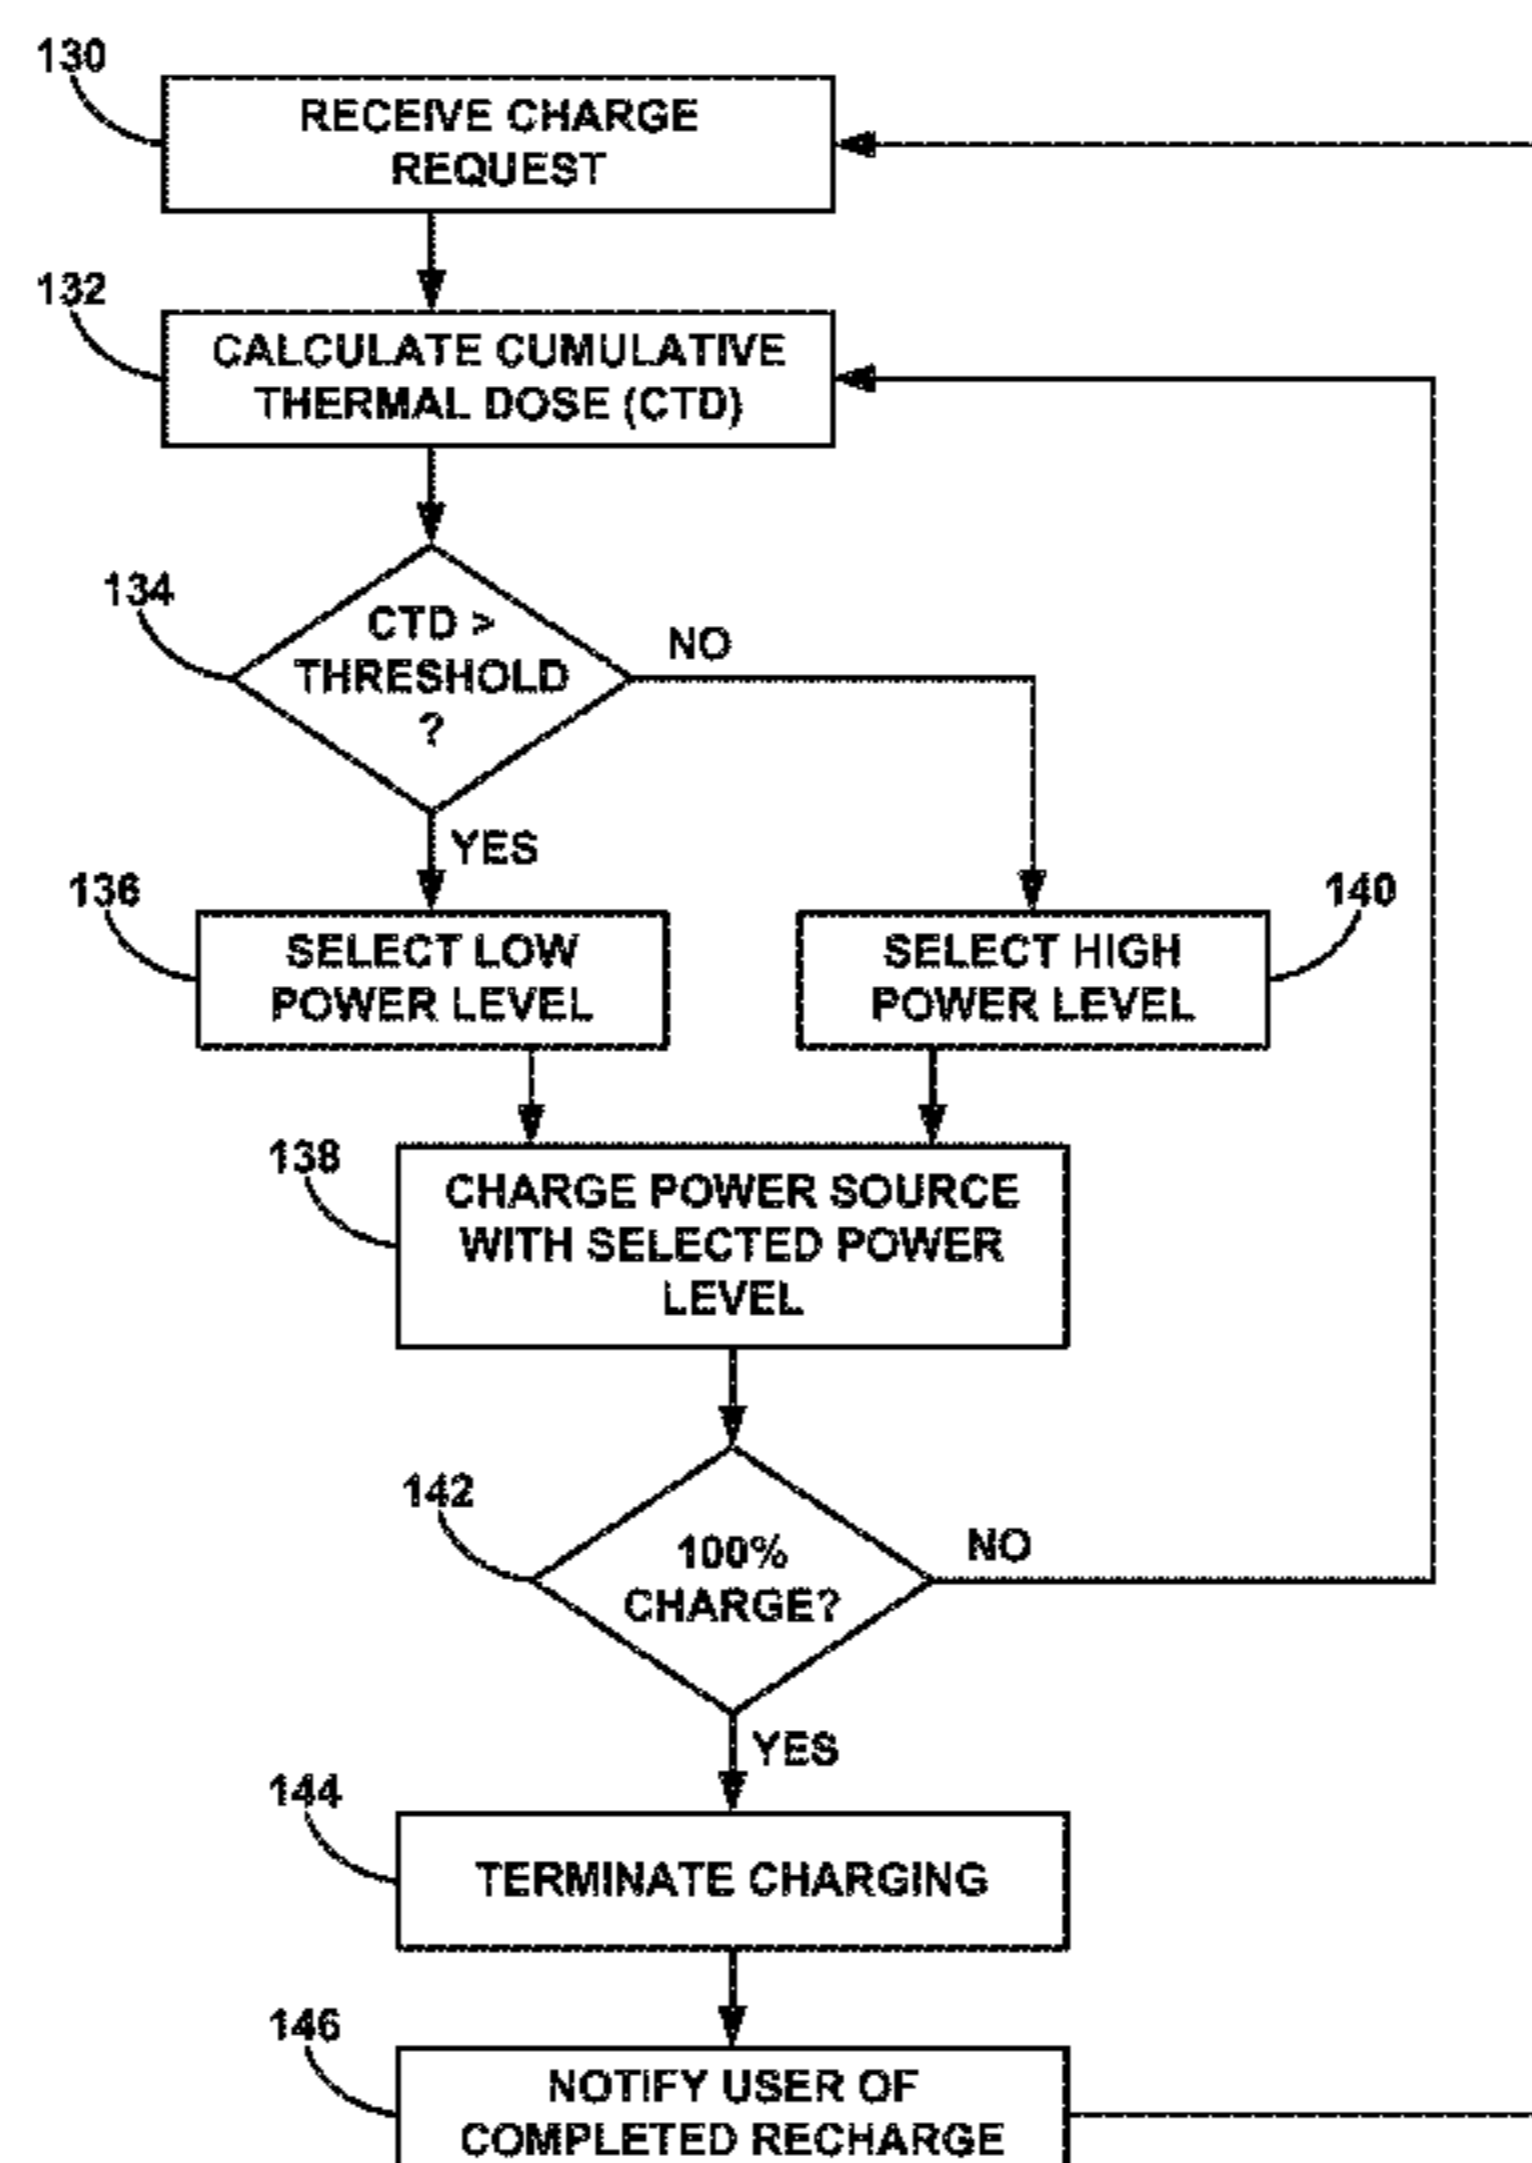 130
RECEIVE CHARGE
REQUEST
132
CALCULATE CUMULATIVE
THERMAL DOSE (CTD)
134
CTD >
THRESHOLD
?
NO
YES
136
SELECT LOW
POWER LEVEL
140
SELECT HIGH
POWER LEVEL
138
CHARGE POWER SOURCE
WITH SELECTED POWER
LEVEL
142
100%
CHARGE?
NO
YES
144
TERMINATE CHARGING
146
NOTIFY USER OF
COMPLETED RECHARGE